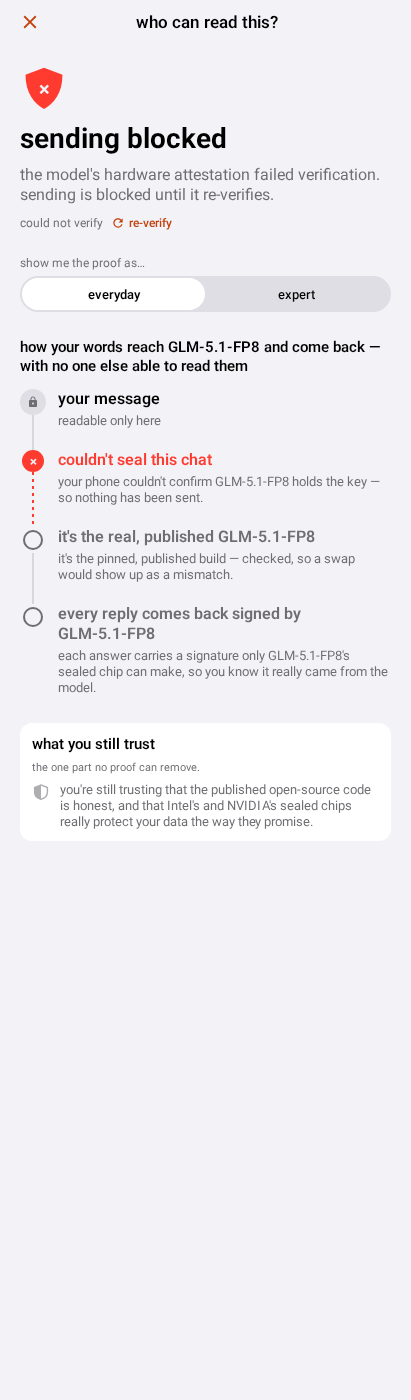 who can read this?
sending blocked
the model's hardware attestation failed verification.
sending is blocked until it re-verifies.
could not verify re-verify
show me the proof as…
everyday expert
how your words reach GLM-5.1-FP8 and come back —
with no one else able to read them
your message
readable only here
couldn't seal this chat
your phone couldn't confirm GLM-5.1-FP8 holds the key —
so nothing has been sent.
it's the real, published GLM-5.1-FP8
it's the pinned, published build — checked, so a swap
would show up as a mismatch.
every reply comes back signed by
GLM-5.1-FP8
each answer carries a signature only GLM-5.1-FP8's
sealed chip can make, so you know it really came from the
model.
what you still trust
the one part no proof can remove.
you're still trusting that the published open-source code
is honest, and that Intel's and NVIDIA's sealed chips
really protect your data the way they promise.